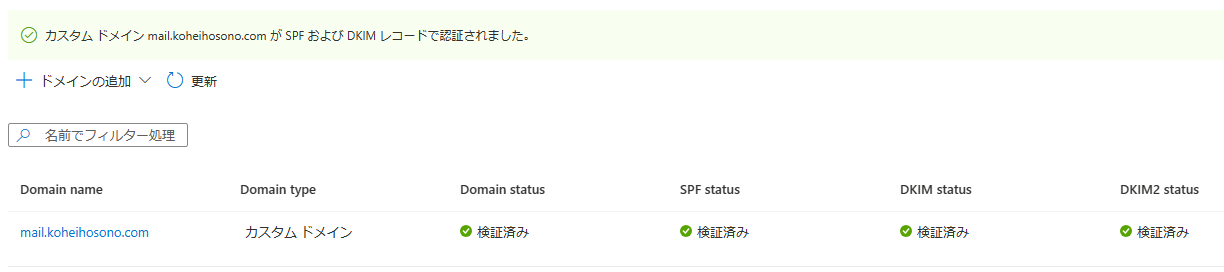 カスタム ドメイン mail.koheihosono.com が SPF および DKIM レコードで認証されました。
ドメインの追加 更新
名前でフィルター処理
Domain name Domain type Domain status SPF status DKIM status DKIM2 status
mail.koheihosono.com カスタム ドメイン 検証済み 検証済み 検証済み 検証済み